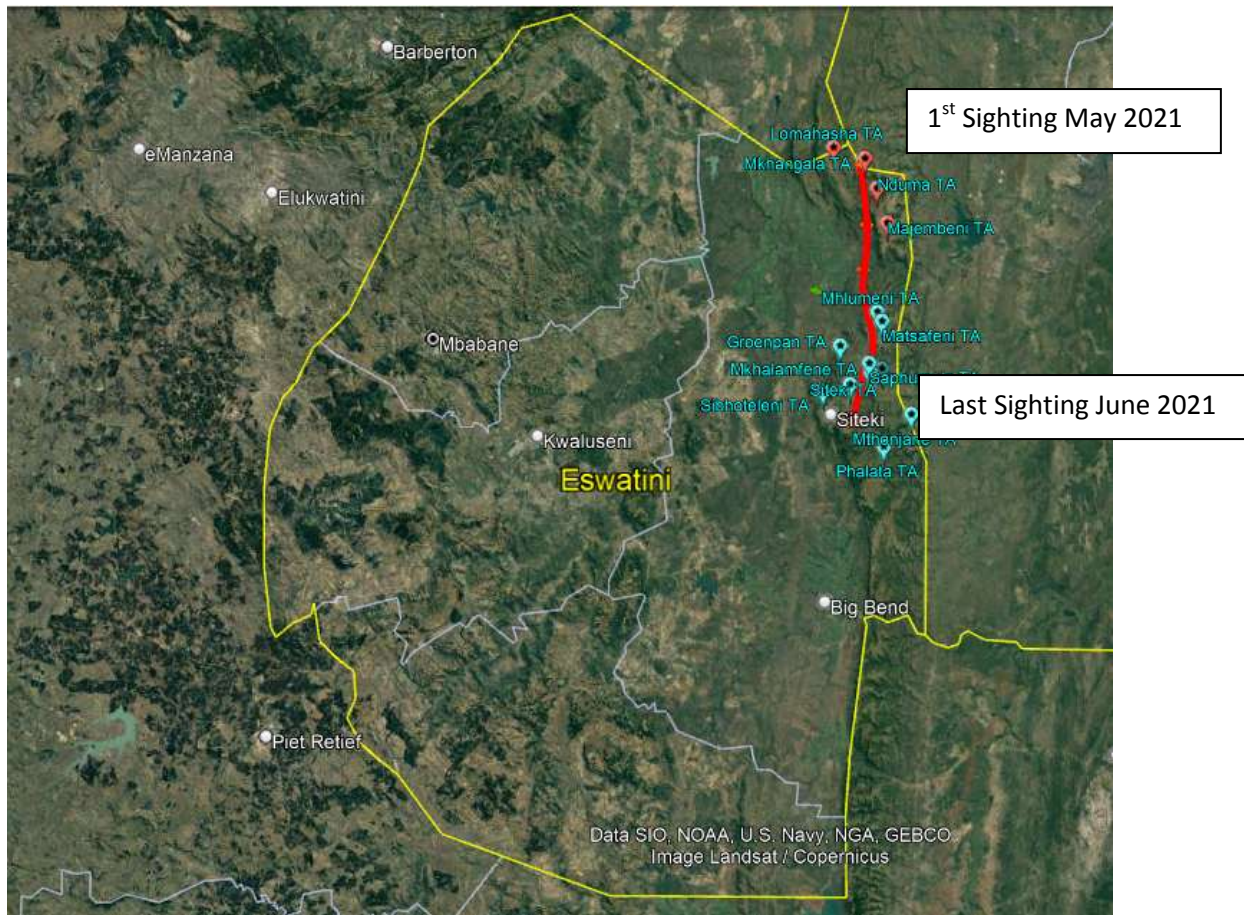 Barberton
1st Sighting May 2021
Lomahasha TA
eManzana
Mkhangala TA
Nduma TA
Elukwatini
Majembeni TA
Mhlumeni TA
Matsafeni TA
Mbabane
Groenpan TA
Mkhalamfene TA
Siteki TA
Sibhoteleni TA
Last Sighting June 2021
Siteki
Kwaluseni
Mthonjane TA
Phalata TA
Eswatini
Big Bend
Piet Retief
Data SIO, NOAA, U.S. Navy, NGA, GEBCO
Image Landsat / Copernicus